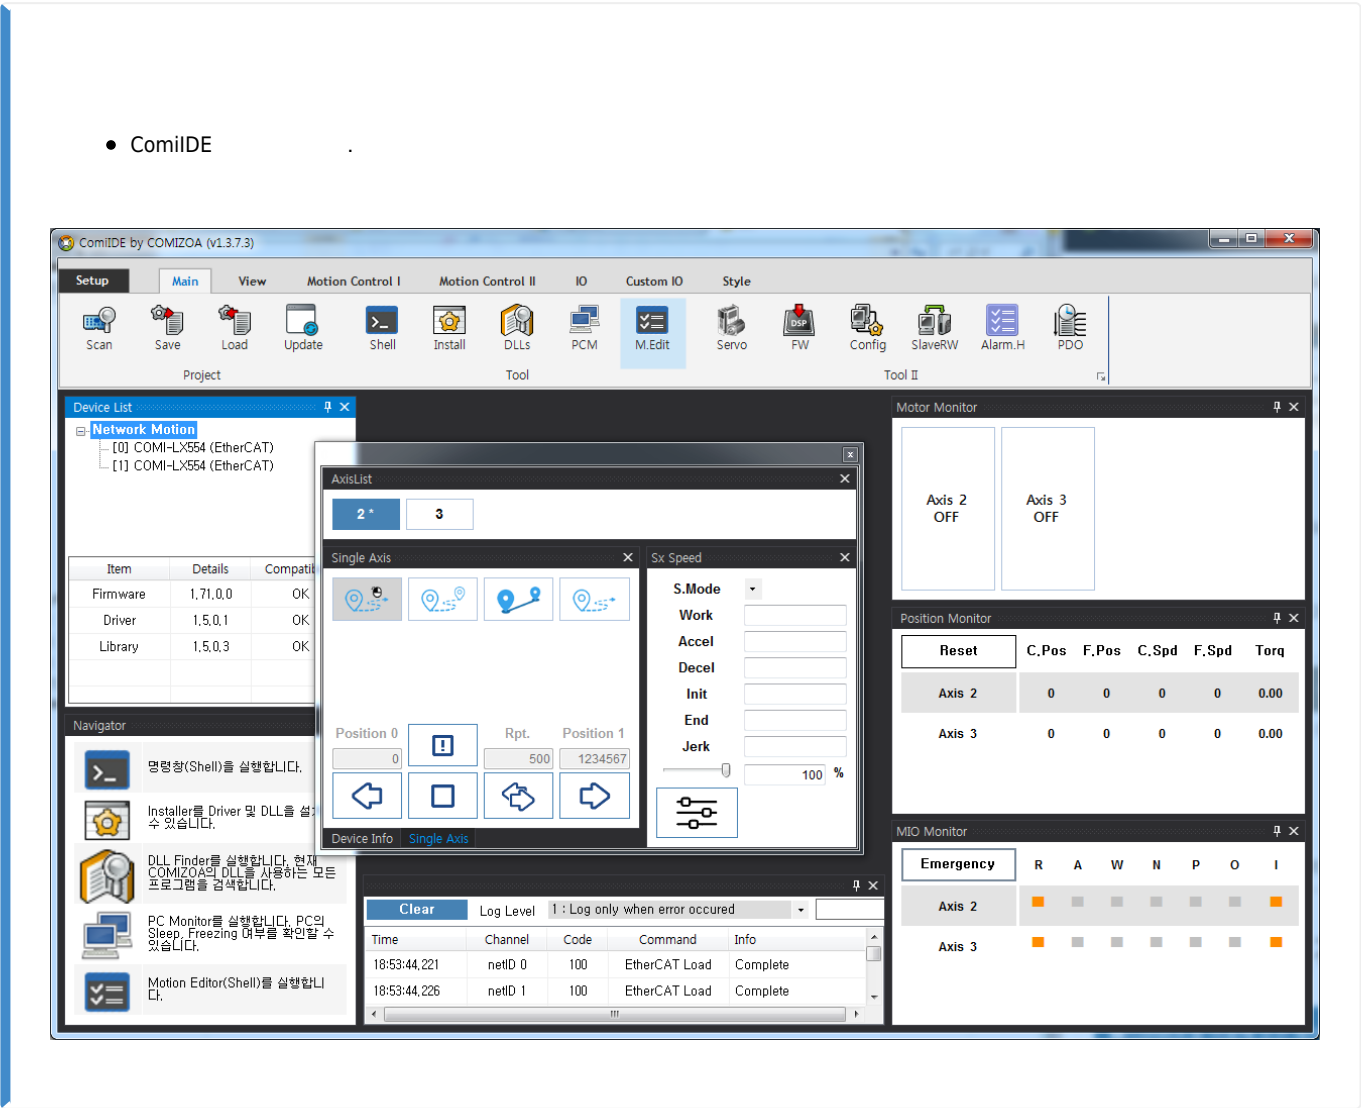 ● ComiIDE .
ComiIDE by COMIZOA (v1.3.7.3)
Setup Main View Motion Control I Motion Control II IO Custom IO Style
Scan Save Load Update Shell Install DLLs PCM M.Edit Servo FW Config SlaveRW Alarm.H PDO
DSP
Project Tool Tool II
Device List
Network Motion
[0] COMI-LX554 (EtherCAT)
[1] COMI-LX554 (EtherCAT)
Item Details Compatib
Firmware 1,71,0,0 OK
Driver 1,5,0,1 OK
Library 1,5,0,3 OK
Navigator
명령창(Shell)을 실행합니다.
Installer를 Driver 및 DLL을 설
수 있습니다.
DLL Finder를 실행합니다. 현재
COMIZOA의 DLL을 사용하는 모든
프로그램을 검색합니다.
PC Monitor를 실행합니다. PC의
Sleep, Freezing 여부를 확인할 수
있습니다.
Motion Editor(Shell)를 실행합니
다.
AxisList
2 * 3
Single Axis
Position 0 Rpt. Position 1
0 500 1234567
Device Info Single Axis
Sx Speed
S.Mode
Work
Accel
Decel
Init
End
Jerk
100 %
Clear Log Level 1 : Log only when error occured
Time Channel Code Command Info
18:53:44,221 netID 0 100 EtherCAT Load Complete
18:53:44,226 netID 1 100 EtherCAT Load Complete
Motor Monitor
Axis 2
OFF
Axis 3
OFF
Position Monitor
Reset C.Pos F.Pos C.Spd F.Spd Torq
Axis 2 0 0 0 0 0.00
Axis 3 0 0 0 0 0.00
MIO Monitor
Emergency R A W N P O I
Axis 2
Axis 3